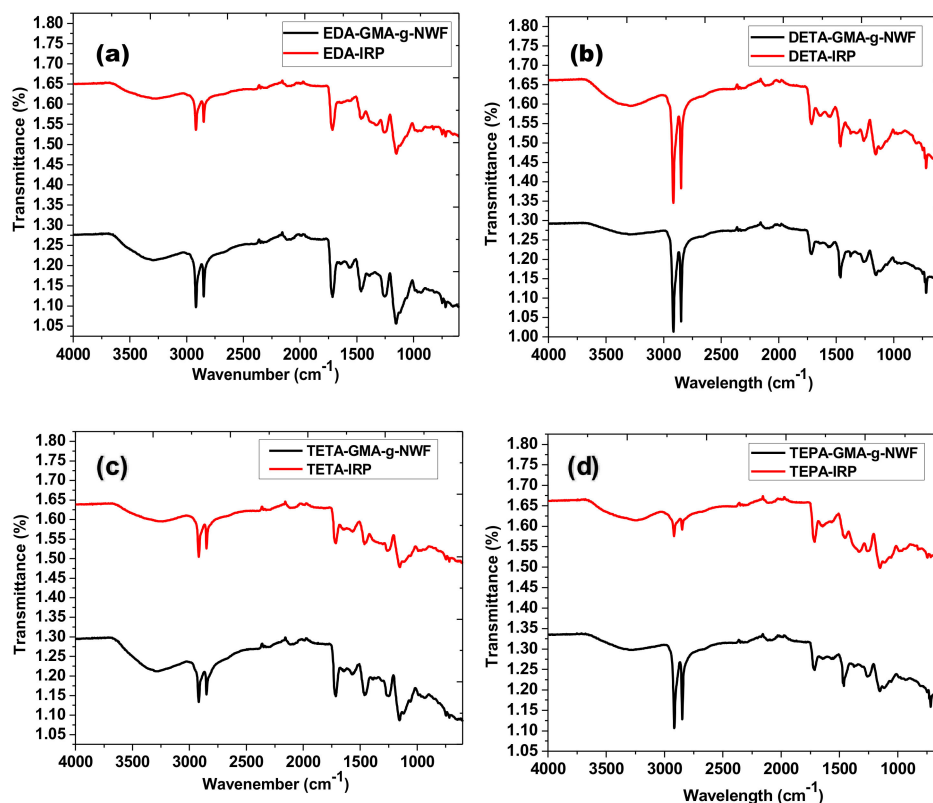 (a)
EDA-GMA-g-NWF
EDA-IRP
Transmittance (%)
1.80
1.75
1.70
1.65
1.60
1.55
1.50
1.45
1.40
1.35
1.30
1.25
1.20
1.15
1.10
1.05
4000 3500 3000 2500 2000 1500 1000
Wavenumber (cm-1)
(b)
DETA-GMA-g-NWF
DETA-IRP
Transmittance (%)
1.80
1.75
1.70
1.65
1.60
1.55
1.50
1.45
1.40
1.35
1.30
1.25
1.20
1.15
1.10
1.05
1.00
4000 3500 3000 2500 2000 1500 1000
Wavelength (cm-1)
(c)
TETA-GMA-g-NWF
TETA-IRP
Transmittance (%)
1.80
1.75
1.70
1.65
1.60
1.55
1.50
1.45
1.40
1.35
1.30
1.25
1.20
1.15
1.10
1.05
4000 3500 3000 2500 2000 1500 1000
Wavenember (cm-1)
(d)
TEPA-GMA-g-NWF
TEPA-IRP
Transmittance (%)
1.80
1.75
1.70
1.65
1.60
1.55
1.50
1.45
1.40
1.35
1.30
1.25
1.20
1.15
1.10
1.05
4000 3500 3000 2500 2000 1500 1000
Wavelength (cm-1)